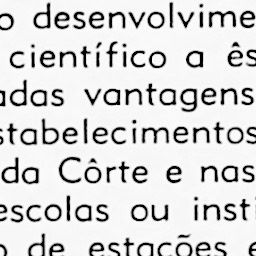 o desenvolvime
científico a ês
adas vantagens
stabelecimentos
da Côrte e nas
escolas ou insti
o de estações e